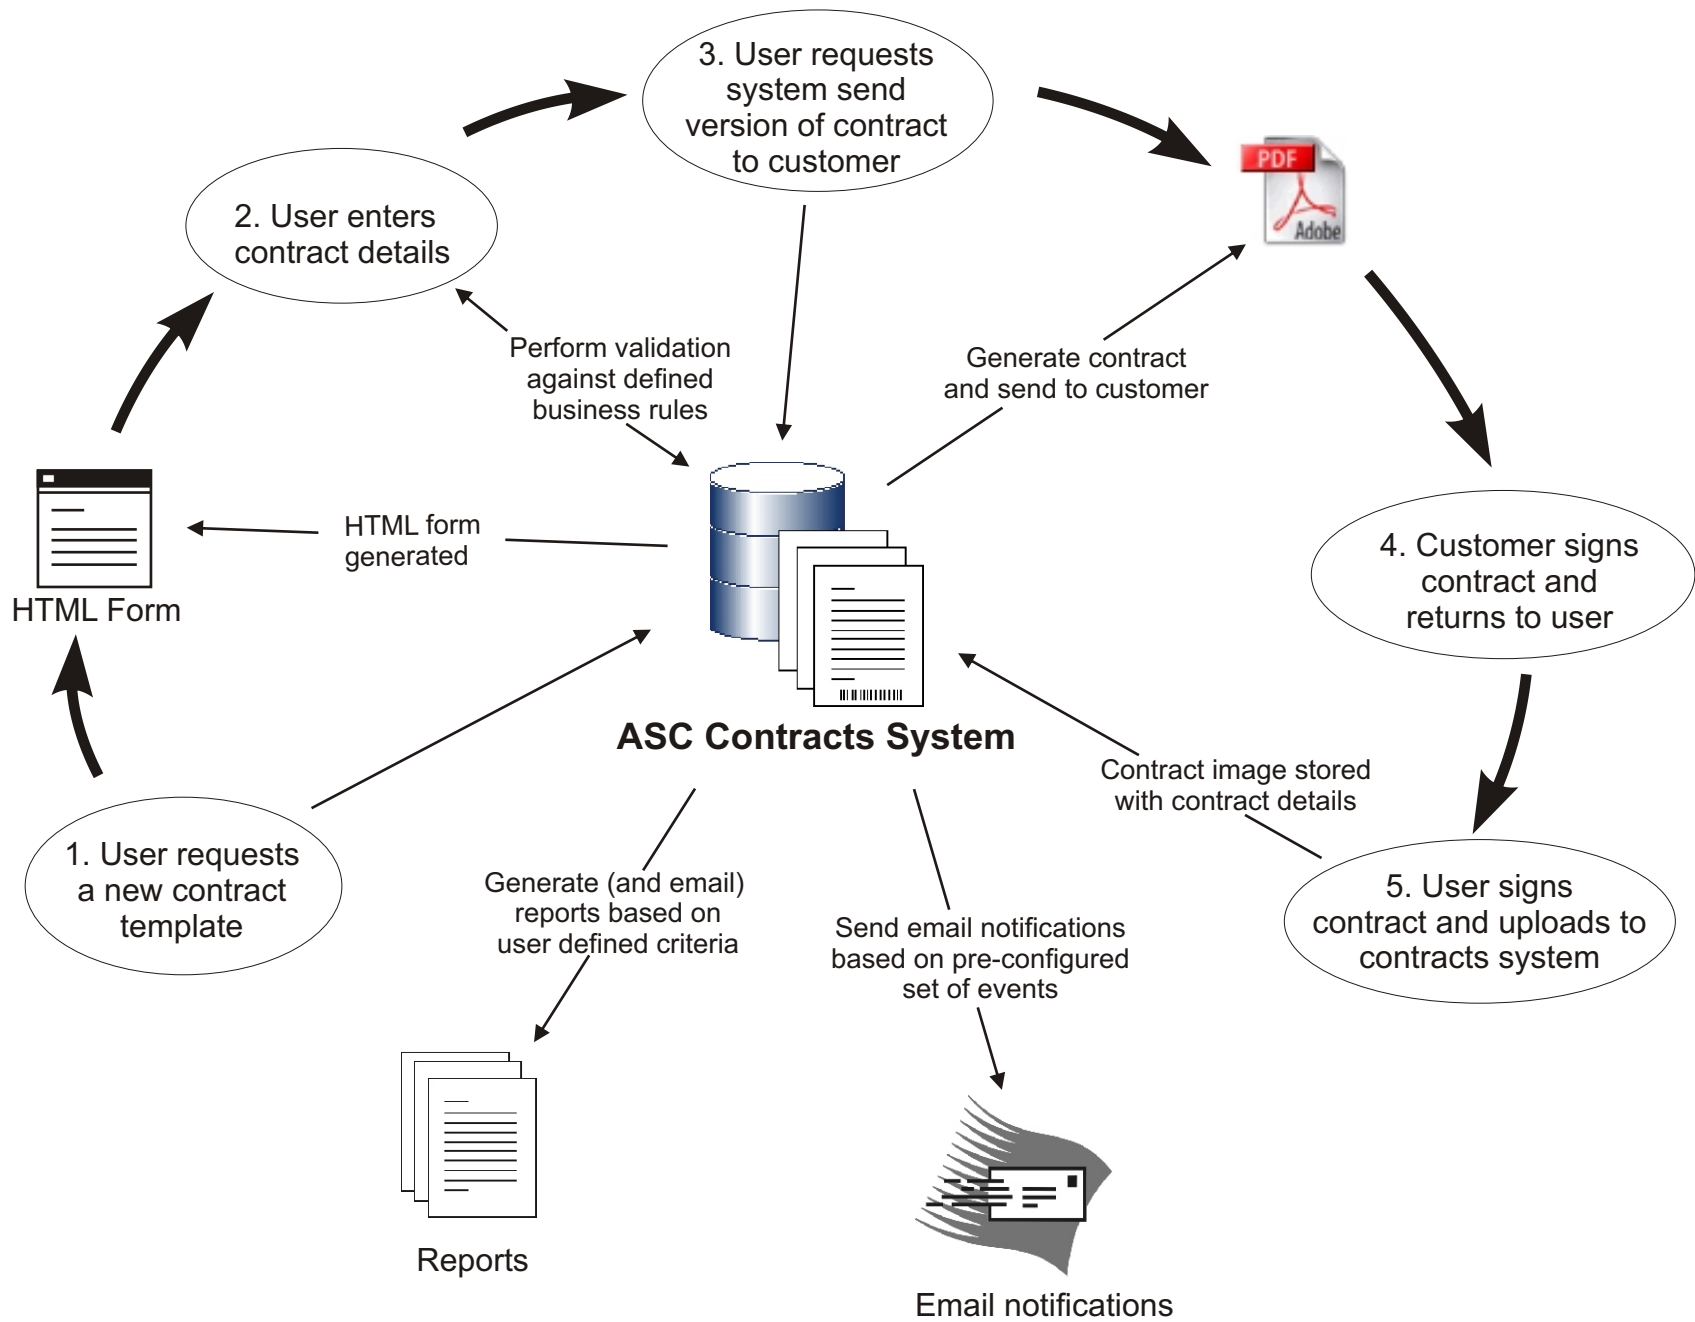 3. User requests
system send
version of contract
to customer
PDF
Adobe
2. User enters
contract details
Perform validation
against defined
business rules
Generate contract
and send to customer
HTML form
generated
HTML Form
4. Customer signs
contract and
returns to user
ASC Contracts System
Contract image stored
with contract details
1. User requests
a new contract
template
Generate (and email)
reports based on
user defined criteria
Send email notifications
based on pre-configured
set of events
5. User signs
contract and uploads to
contracts system
Reports
Email notifications